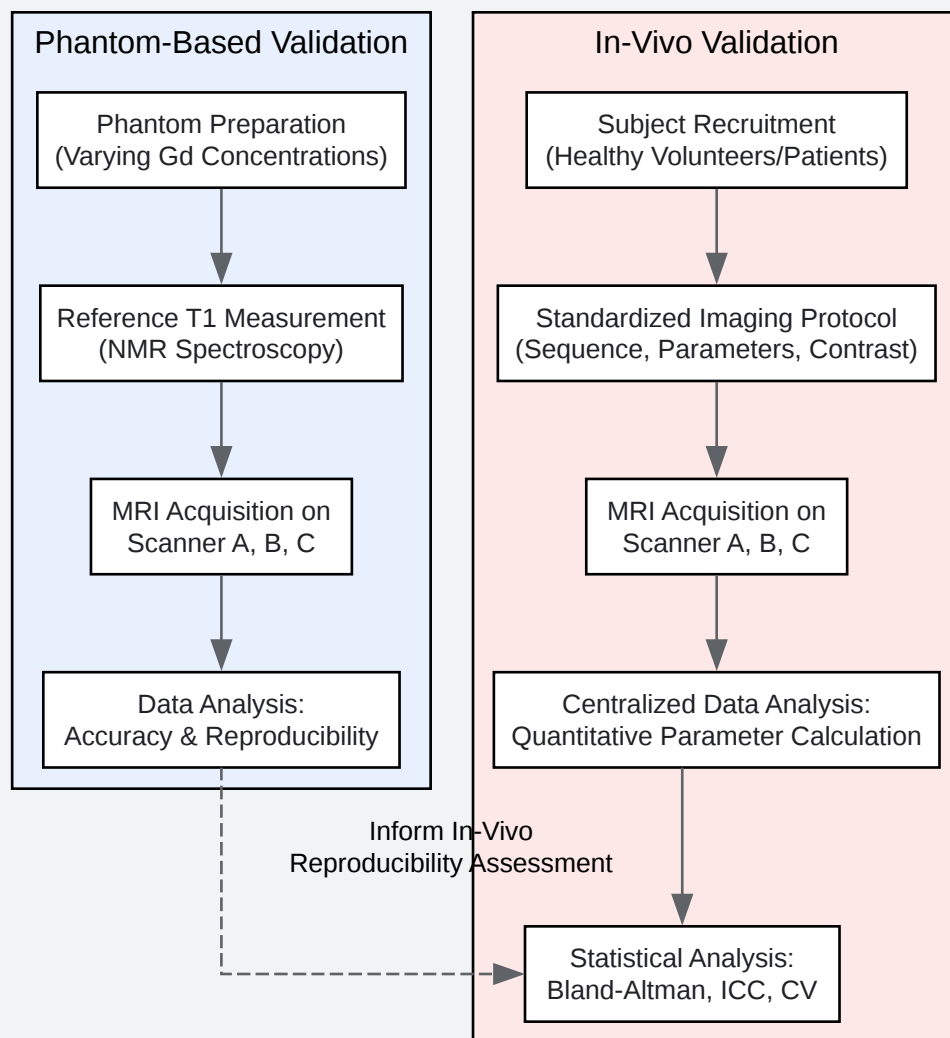 Phantom-Based Validation
Phantom Preparation
(Varying Gd Concentrations)
Reference T1 Measurement
(NMR Spectroscopy)
MRI Acquisition on
Scanner A, B, C
Data Analysis:
Accuracy & Reproducibility
Inform In-Vivo
Reproducibility Assessment
In-Vivo Validation
Subject Recruitment
(Healthy Volunteers/Patients)
Standardized Imaging Protocol
(Sequence, Parameters, Contrast)
MRI Acquisition on
Scanner A, B, C
Centralized Data Analysis:
Quantitative Parameter Calculation
Statistical Analysis:
Bland-Altman, ICC, CV